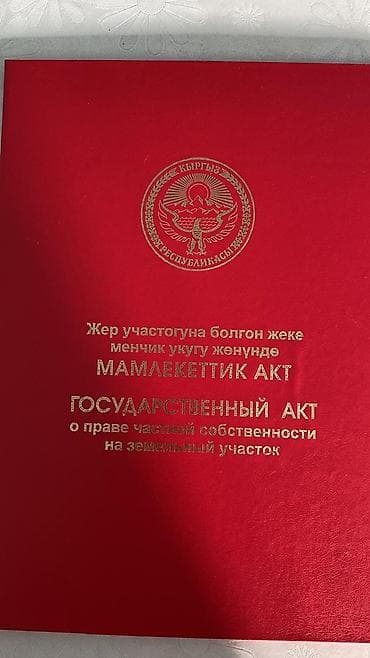 КЫРГЫЗ
РЕСПУБЛИКАСЫ
Жер участогуна болгон жеке
менчик укугу жөнүндө
МАМЛЕКЕТТИК АКТ
ГОСУДАРСТВЕННЫЙ АКТ
о праве частной собственности
на земельный участок